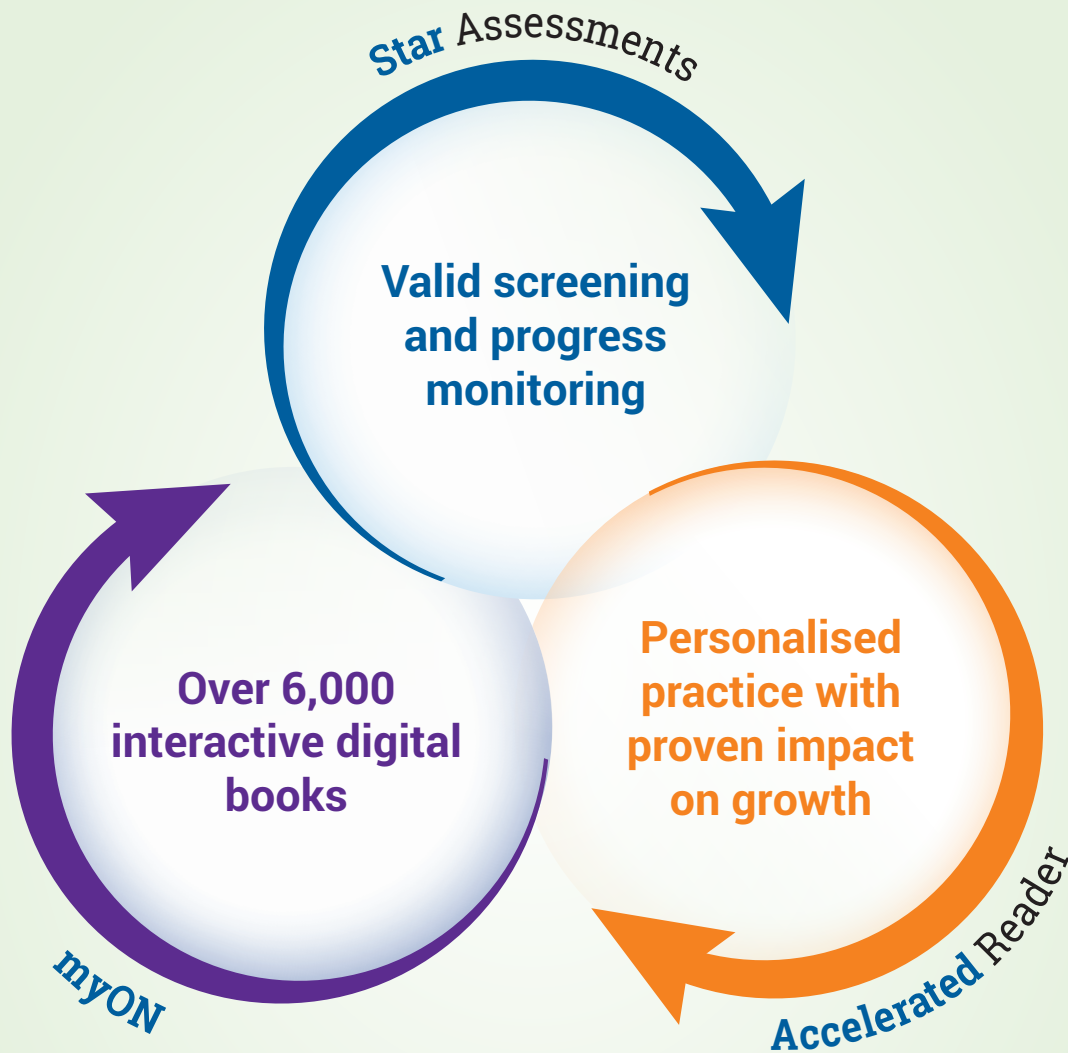 Star Assessments
Valid screening
and progress
monitoring
Over 6,000
interactive digital
books
myON
Personalised
practice with
proven impact
on growth
Accelerated Reader